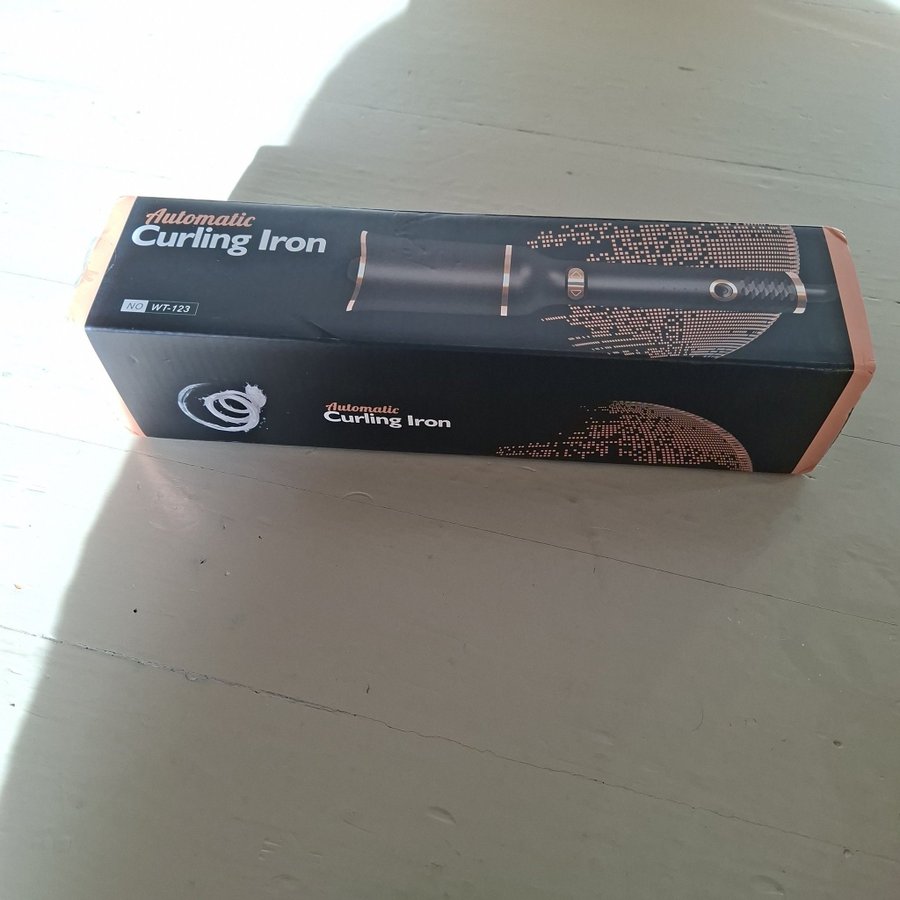 Automatic
Curling Iron
NO WT-123
Automatic
Curling Iron